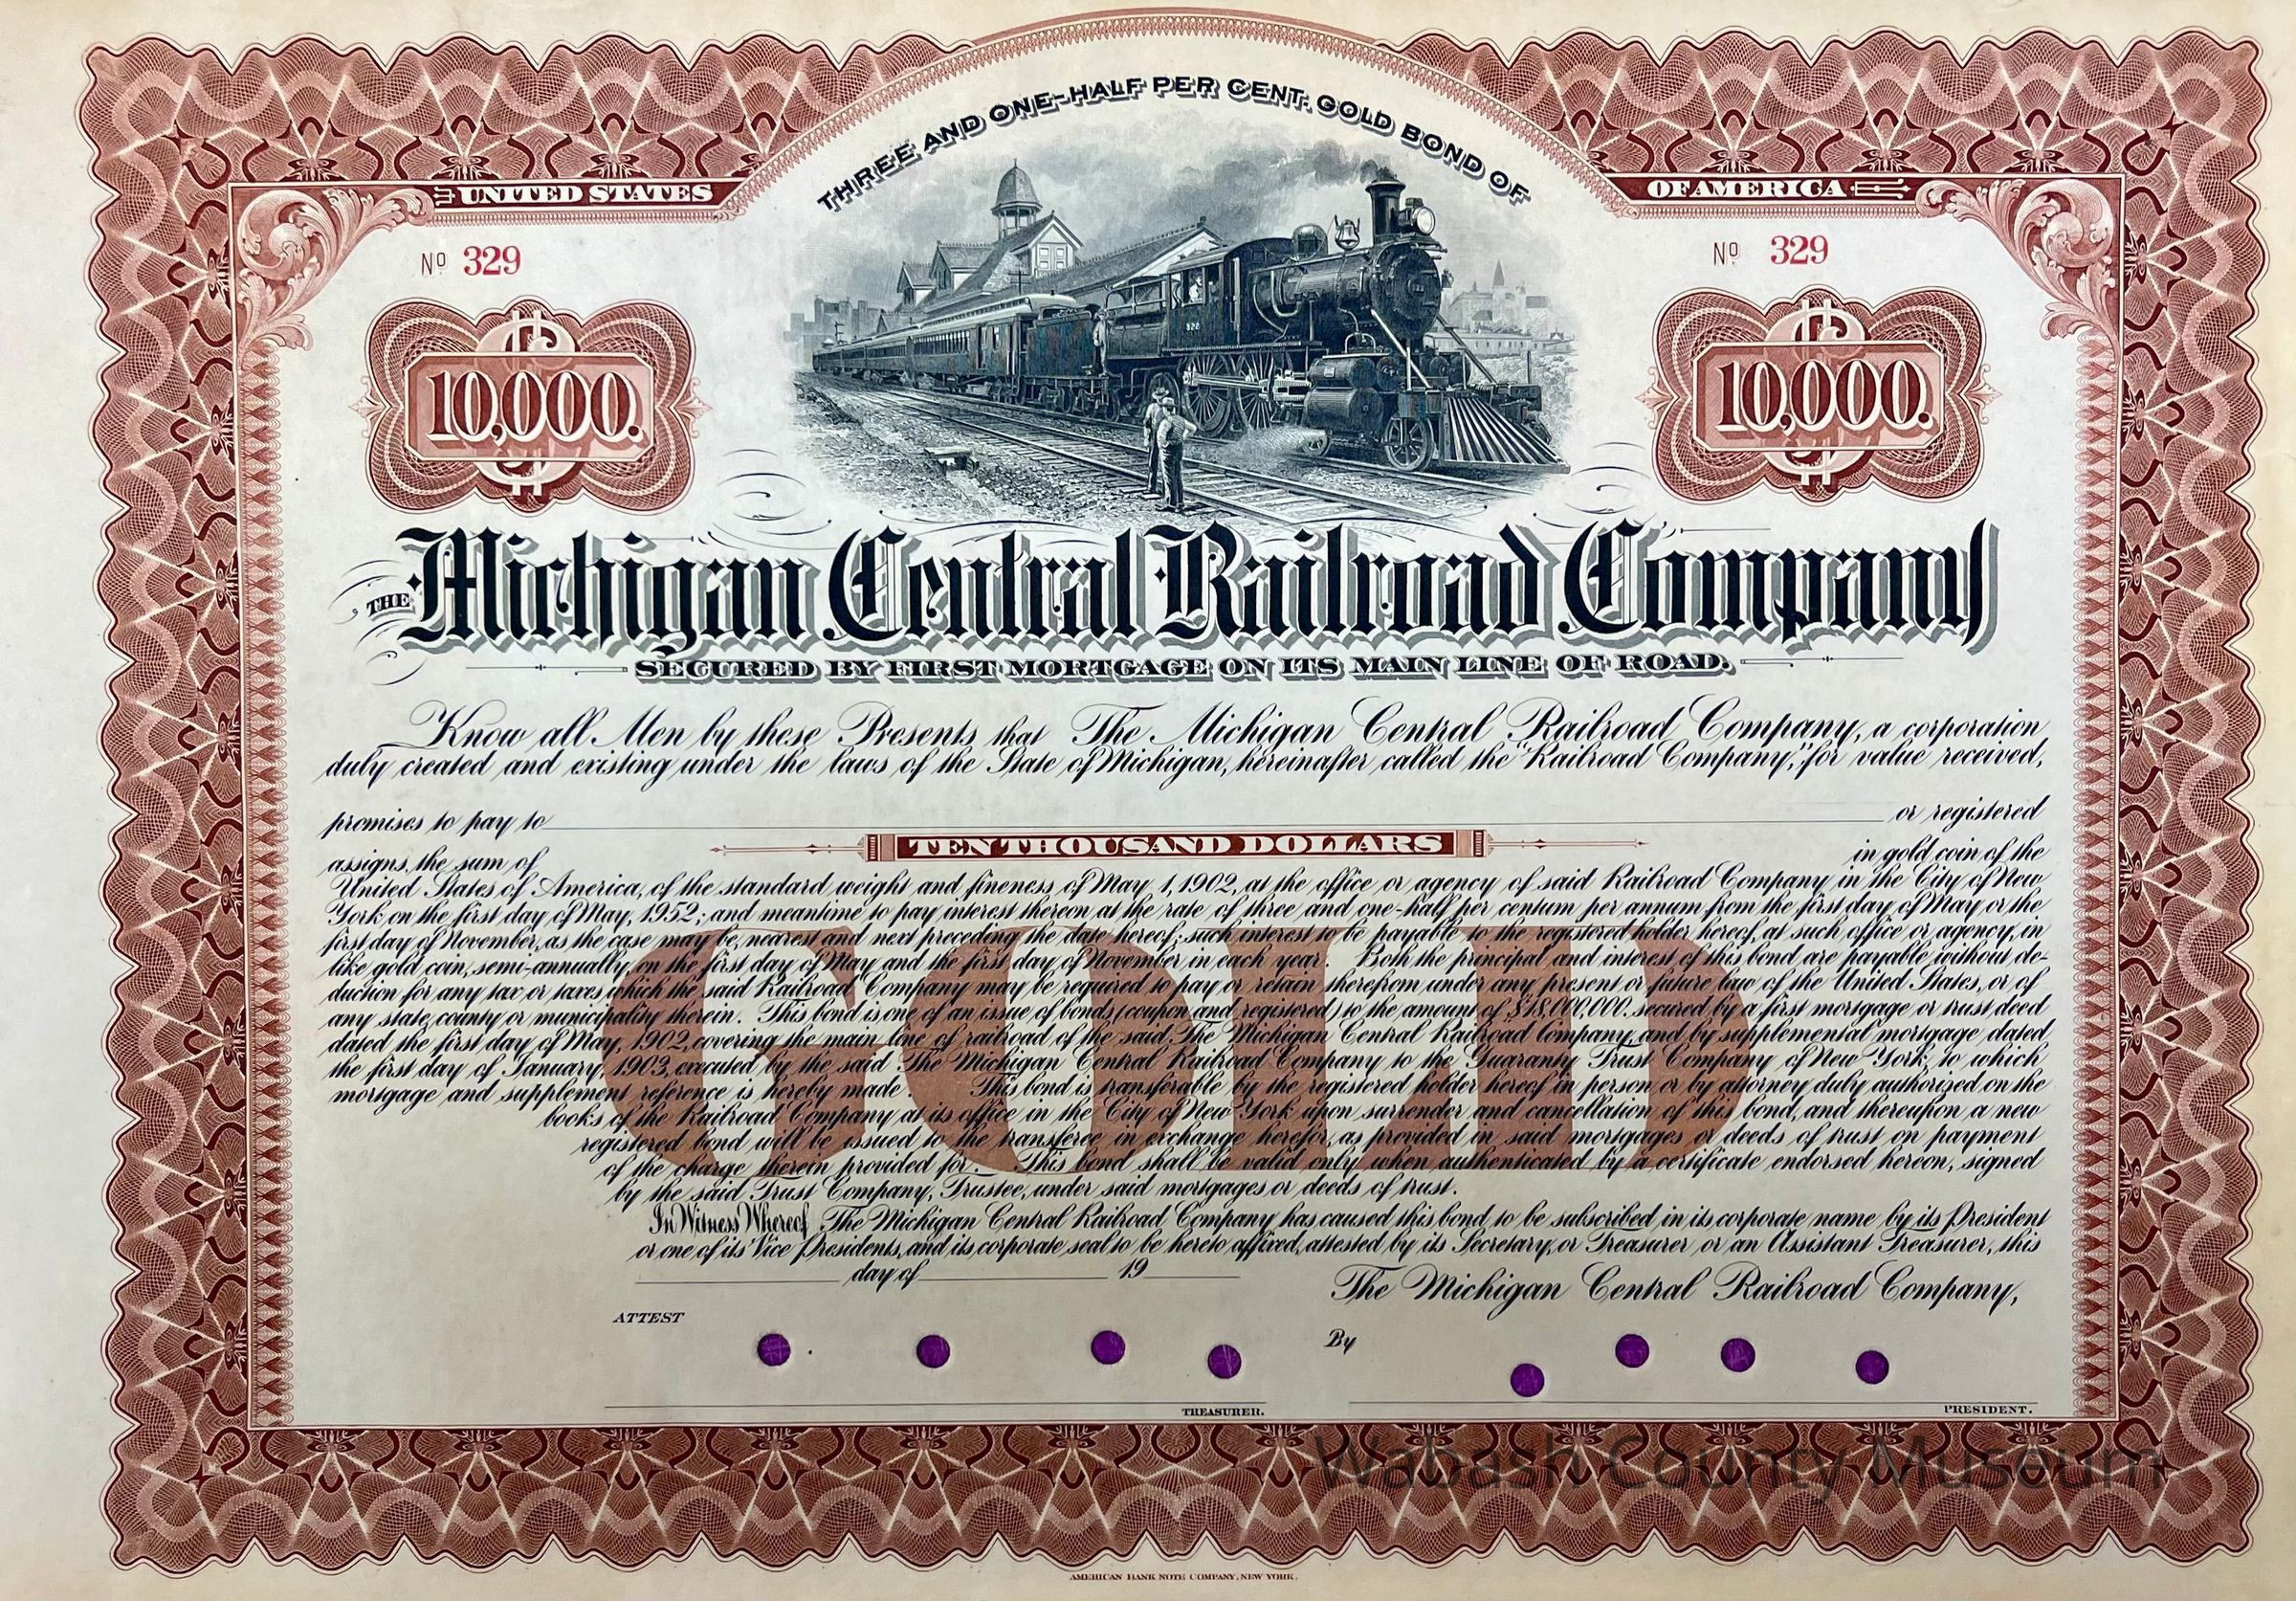 THREE AND ONE-HALF PER CENT. GOLD BOND OF
UNITED STATES
OF AMERICA
No 329
No 329
$
10,000.
$
10,000.
328
THE Michigan Central Railroad Company
SECURED BY FIRST MORTGAGE ON ITS MAIN LINE OF ROAD.
Know all Men by these Presents that The Michigan Central Railroad Company, a corporation
duly created and existing under the laws of the State of Michigan, hereinafter called the "Railroad Company," for value received,
promises to pay to or registered
assigns, the sum of TEN THOUSAND DOLLARS in gold coin of the
United States of America, of the standard weight and fineness of May 1, 1902, at the office or agency of said Railroad Company in the City of New
York on the first day of May, 1952; and meantime to pay interest thereon at the rate of three and one-half per centum per annum from the first day of May or the
first day of November, as the case may be, nearest and next preceding the date hereof; such interest to be payable to the registered holder hereof, at such office or agency, in
like gold coin, semi-annually, on the first day of May and the first day of November in each year. Both the principal and interest of this bond are payable without de-
duction for any tax or taxes which the said Railroad Company may be required to pay or retain therefrom under any present or future law of the United States, or of
any state, county or municipality therein. This bond is one of an issue of bonds (coupon and registered) to the amount of $18,000,000. secured by a first mortgage or trust deed
dated the first day of May, 1902, covering the main line of railroad of the said The Michigan Central Railroad Company, and by supplemental mortgage dated
the first day of January, 1903, executed by the said The Michigan Central Railroad Company to the Guaranty Trust Company of New York, to which
mortgage and supplement reference is hereby made. This bond is transferable by the registered holder hereof in person or by attorney duly authorized on the
books of the Railroad Company at its office in the City of New York upon surrender and cancellation of this bond, and thereupon a new
registered bond will be issued to the transferee in exchange herefor, as provided in said mortgages or deeds of trust on payment
of the charge therein provided for. This bond shall be valid only when authenticated by a certificate endorsed hereon, signed
by the said Trust Company, Trustee, under said mortgages or deeds of trust.
GOLD
In Witness Whereof, The Michigan Central Railroad Company has caused this bond to be subscribed in its corporate name by its President
or one of its Vice Presidents, and its corporate seal to be hereto affixed, attested by its Secretary, or Treasurer or an Assistant Treasurer, this
day of 19
The Michigan Central Railroad Company,
ATTEST
By
TREASURER.
PRESIDENT.
Wabash County Museum
AMERICAN BANK NOTE COMPANY, NEW YORK.